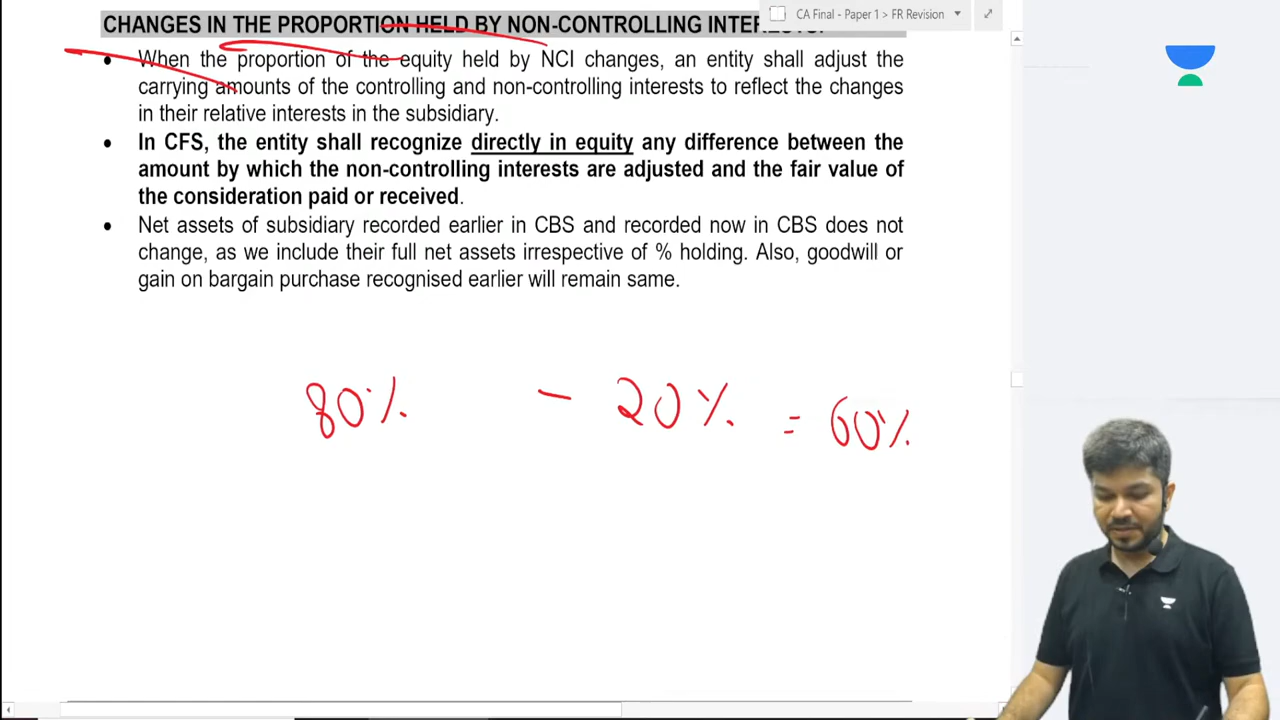 CHANGES IN THE PROPORTION HELD BY NON-CONTROLLING
CA Final - Paper 1 > FR Revision
• When the proportion of the equity held by NCI changes, an entity shall adjust the
carrying amounts of the controlling and non-controlling interests to reflect the changes
in their relative interests in the subsidiary.
• In CFS, the entity shall recognize directly in equity any difference between the
amount by which the non-controlling interests are adjusted and the fair value of
the consideration paid or received.
• Net assets of subsidiary recorded earlier in CBS and recorded now in CBS does not
change, as we include their full net assets irrespective of % holding. Also, goodwill or
gain on bargain purchase recognised earlier will remain same.
80% - 20% = 60%